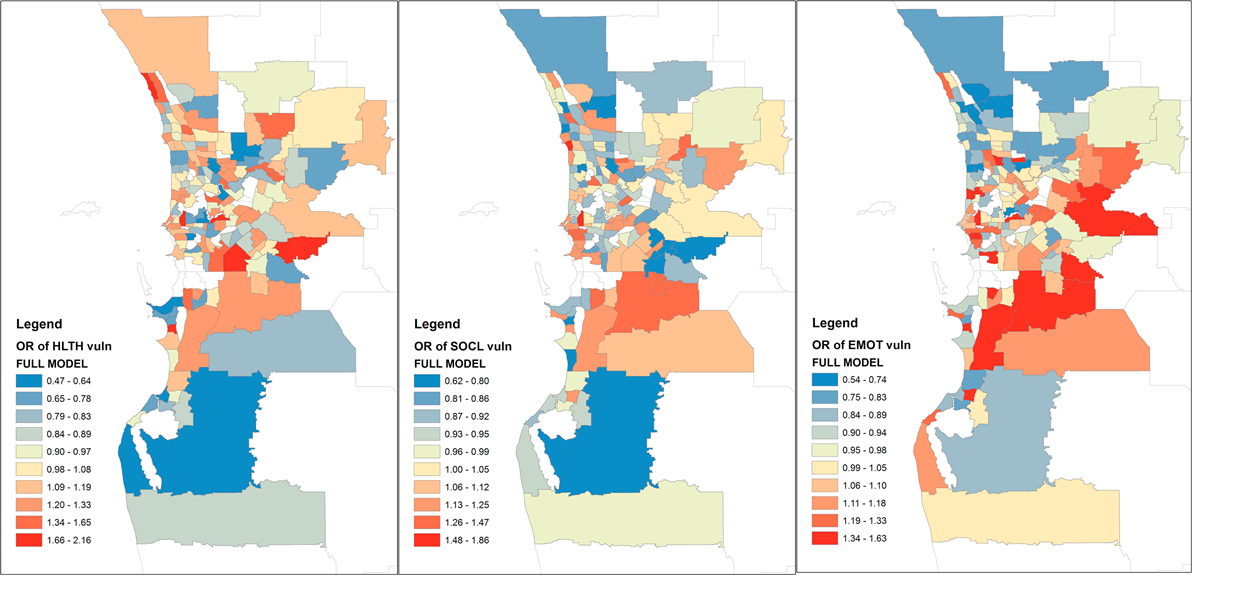 Legend
OR of HLTH vuln
FULL MODEL
0.47 - 0.64
0.65 - 0.78
0.79 - 0.83
0.84 - 0.89
0.90 - 0.97
0.98 - 1.08
1.09 - 1.19
1.20 - 1.33
1.34 - 1.65
1.66 - 2.16
Legend
OR of SOCL vuln
FULL MODEL
0.62 - 0.80
0.81 - 0.86
0.87 - 0.92
0.93 - 0.95
0.96 - 0.99
1.00 - 1.05
1.06 - 1.12
1.13 - 1.25
1.26 - 1.47
1.48 - 1.86
Legend
OR of EMOT vuln
FULL MODEL
0.54 - 0.74
0.75 - 0.83
0.84 - 0.89
0.90 - 0.94
0.95 - 0.98
0.99 - 1.05
1.06 - 1.10
1.11 - 1.18
1.19 - 1.33
1.34 - 1.63